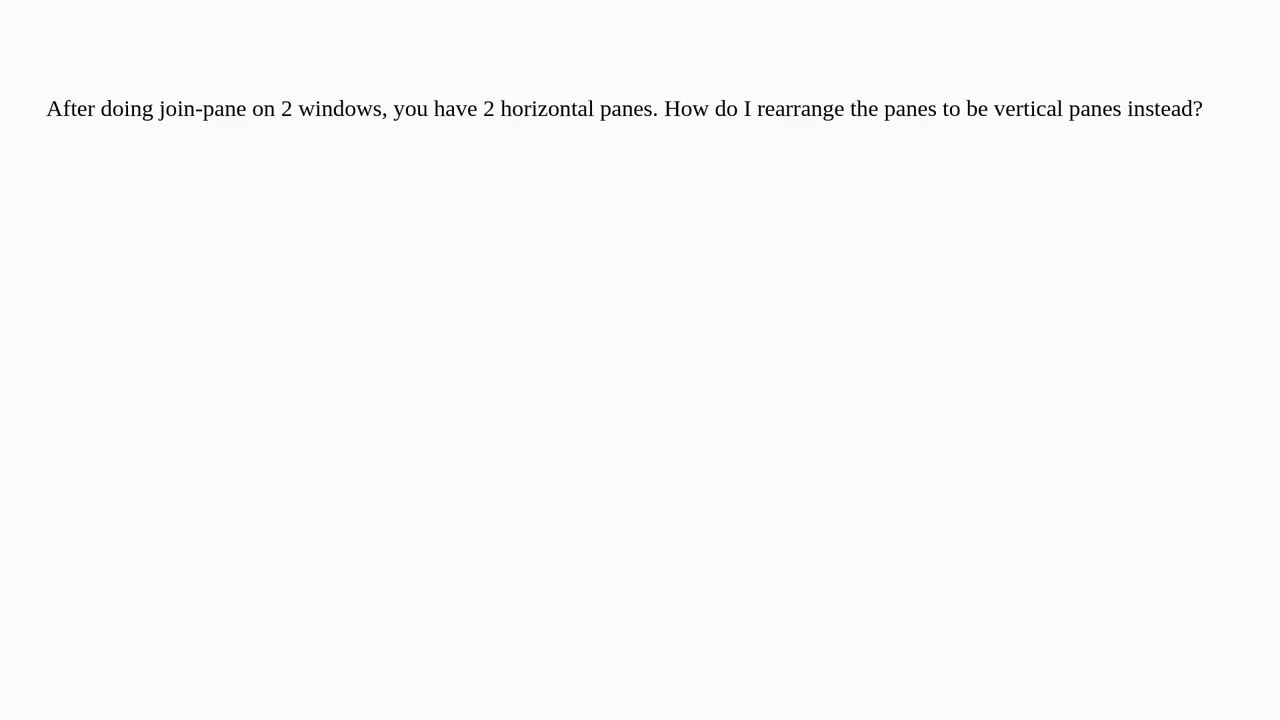 After doing join-pane on 2 windows, you have 2 horizontal panes. How do I rearrange the panes to be vertical panes instead?